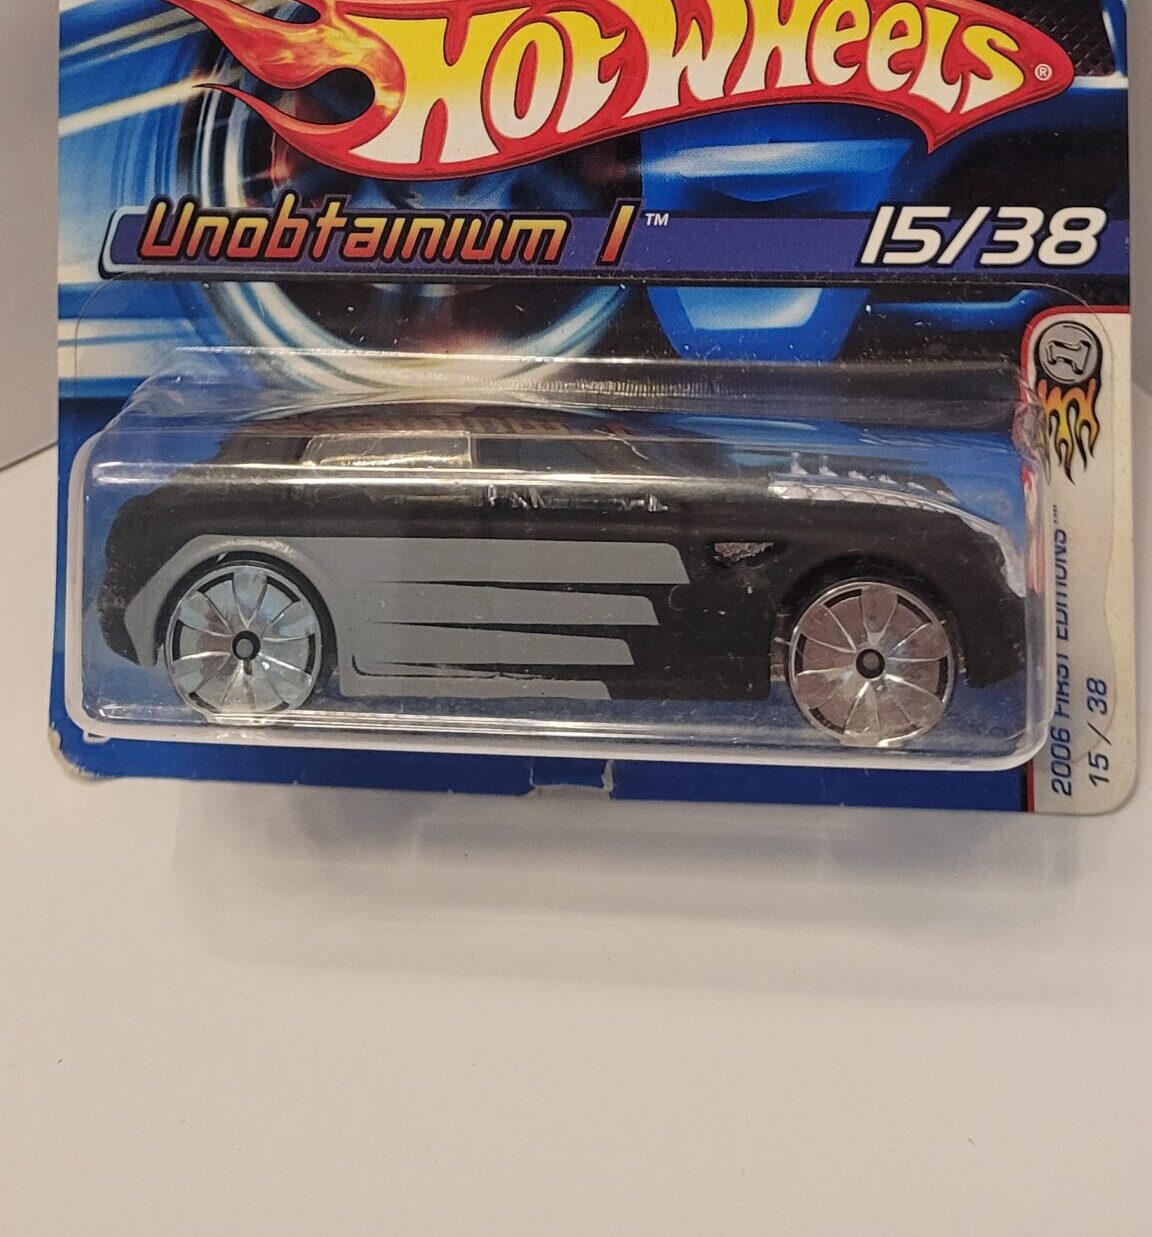 HOT WHEELS®
Unobtainium 1™
15/38
2006 FIRST EDITIONS™
15 / 38